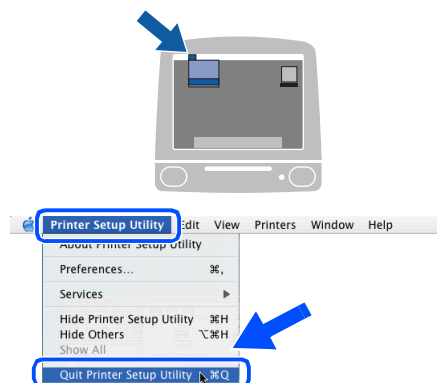 Printer Setup Utility Edit View Printers Window Help
About Printer Setup Utility
Preferences... ⌘,
Services ▶
Hide Printer Setup Utility ⌘H
Hide Others ⌥⌘H
Show All
Quit Printer Setup Utility ⌘Q